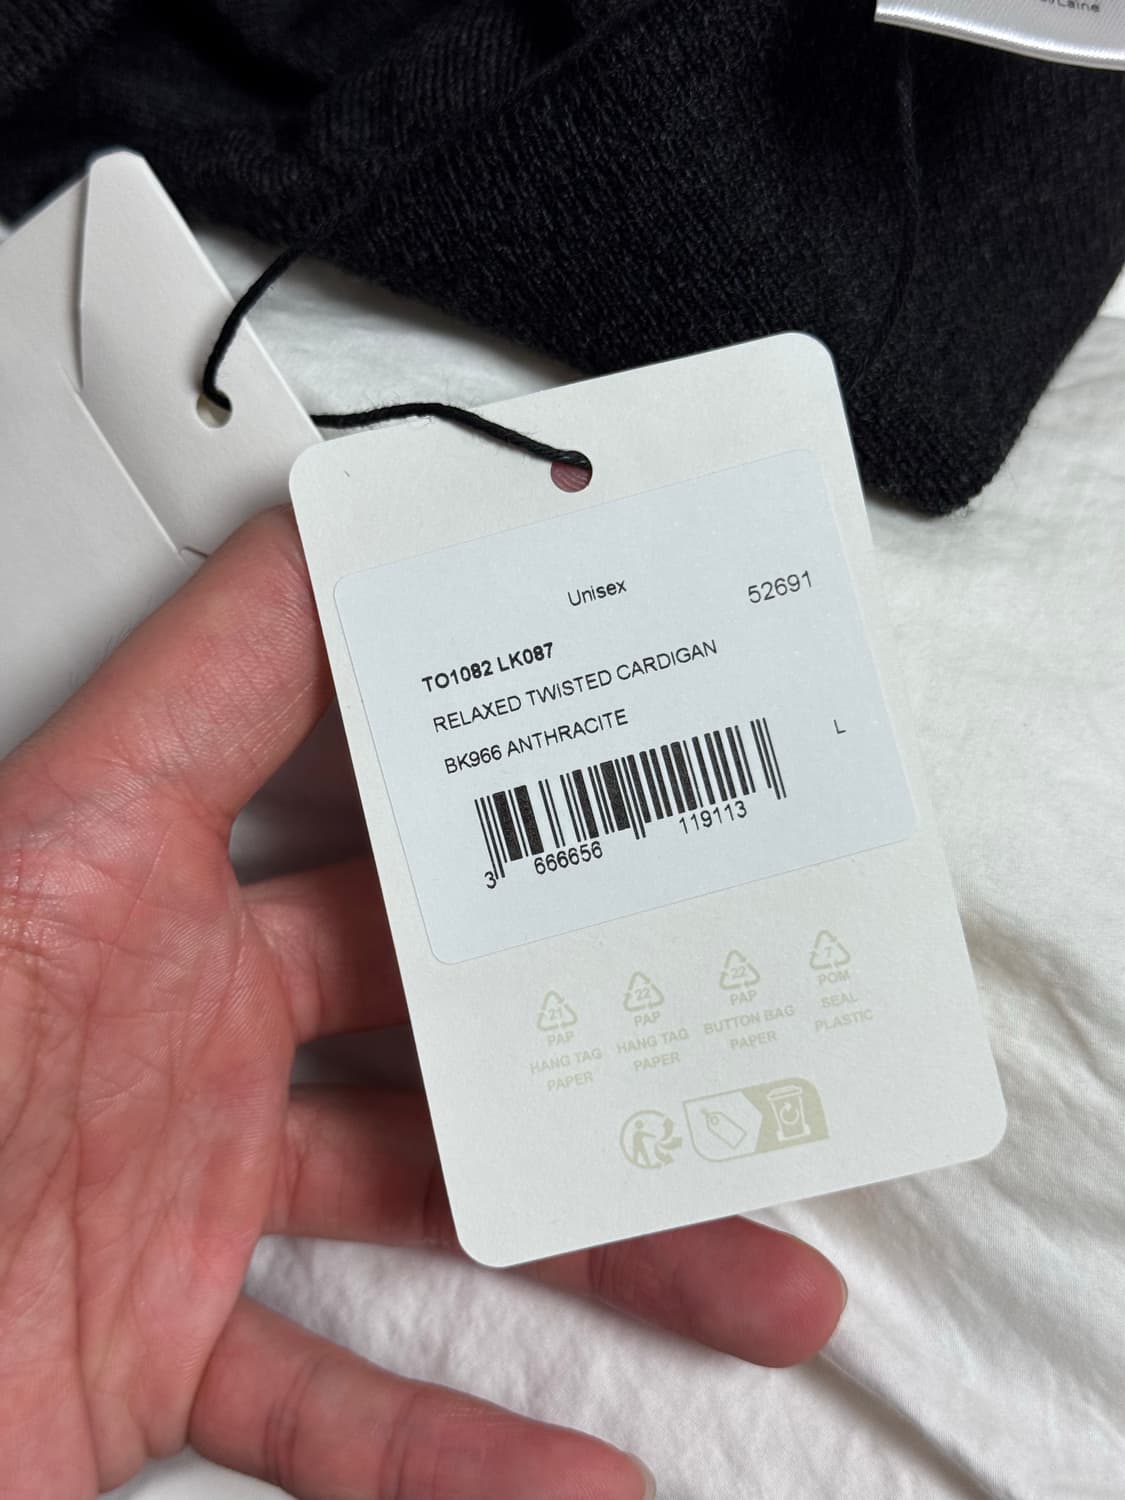 Laine
Unisex
52691
TO1082 LK087
RELAXED TWISTED CARDIGAN
BK966 ANTHRACITE
L
3 666656 119113
21
PAP
HANG TAG
PAPER
22
PAP
HANG TAG
PAPER
22
PAP
BUTTON BAG
PAPER
7
POM
SEAL
PLASTIC